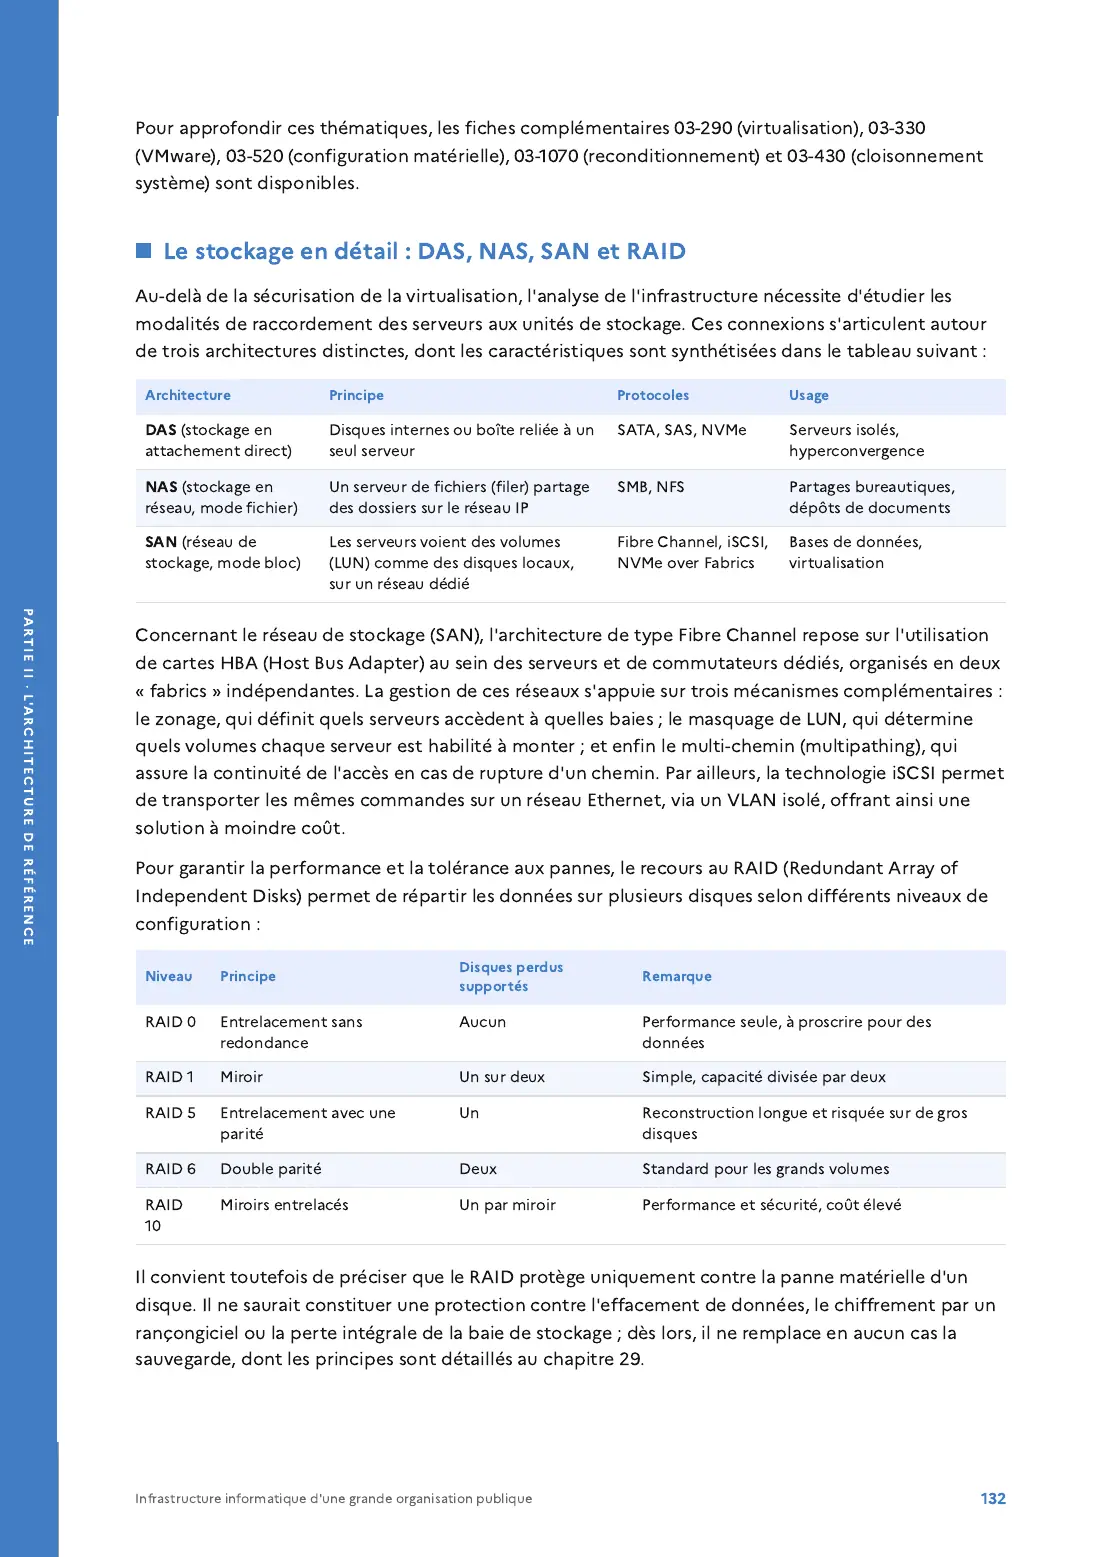 Pour approfondir ces thématiques, les fiches complémentaires 03-290 (virtualisation), 03-330
(VMware), 03-520 (configuration matérielle), 03-1070 (reconditionnement) et 03-430 (cloisonnement
système) sont disponibles.
Le stockage en détail : DAS, NAS, SAN et RAID
Au-delà de la sécurisation de la virtualisation, l'analyse de l'infrastructure nécessite d'étudier les
modalités de raccordement des serveurs aux unités de stockage. Ces connexions s'articulent autour
de trois architectures distinctes, dont les caractéristiques sont synthétisées dans le tableau suivant :
Architecture Principe Protocoles Usage
DAS (stockage en Disques internes ou boîte reliée à un SATA, SAS, NVMe Serveurs isolés,
attachement direct) seul serveur hyperconvergence
NAS (stockage en Un serveur de fichiers (filer) partage SMB, NFS Partages bureautiques,
réseau, mode fichier) des dossiers sur le réseau IP dépôts de documents
SAN (réseau de Les serveurs voient des volumes Fibre Channel, iSCSI, Bases de données,
stockage, mode bloc) (LUN) comme des disques locaux, NVMe over Fabrics virtualisation
sur un réseau dédié
Concernant le réseau de stockage (SAN), l'architecture de type Fibre Channel repose sur l'utilisation
de cartes HBA (Host Bus Adapter) au sein des serveurs et de commutateurs dédiés, organisés en deux
« fabrics » indépendantes. La gestion de ces réseaux s'appuie sur trois mécanismes complémentaires :
le zonage, qui définit quels serveurs accèdent à quelles baies ; le masquage de LUN, qui détermine
quels volumes chaque serveur est habilité à monter ; et enfin le multi-chemin (multipathing), qui
assure la continuité de l'accès en cas de rupture d'un chemin. Par ailleurs, la technologie iSCSI permet
de transporter les mêmes commandes sur un réseau Ethernet, via un VLAN isolé, offrant ainsi une
solution à moindre coût.
Pour garantir la performance et la tolérance aux pannes, le recours au RAID (Redundant Array of
Independent Disks) permet de répartir les données sur plusieurs disques selon différents niveaux de
configuration :
Niveau Principe Disques perdus Remarque
supportés
RAID 0 Entrelacement sans Aucun Performance seule, à proscrire pour des
redondance données
RAID 1 Miroir Un sur deux Simple, capacité divisée par deux
RAID 5 Entrelacement avec une Un Reconstruction longue et risquée sur de gros
parité disques
RAID 6 Double parité Deux Standard pour les grands volumes
RAID Miroirs entrelacés Un par miroir Performance et sécurité, coût élevé
10
Il convient toutefois de préciser que le RAID protège uniquement contre la panne matérielle d'un
disque. Il ne saurait constituer une protection contre l'effacement de données, le chiffrement par un
rançongiciel ou la perte intégrale de la baie de stockage ; dès lors, il ne remplace en aucun cas la
sauvegarde, dont les principes sont détaillés au chapitre 29.
PARTIE II · L'ARCHITECTURE DE RÉFÉRENCE
Infrastructure informatique d'une grande organisation publique 132